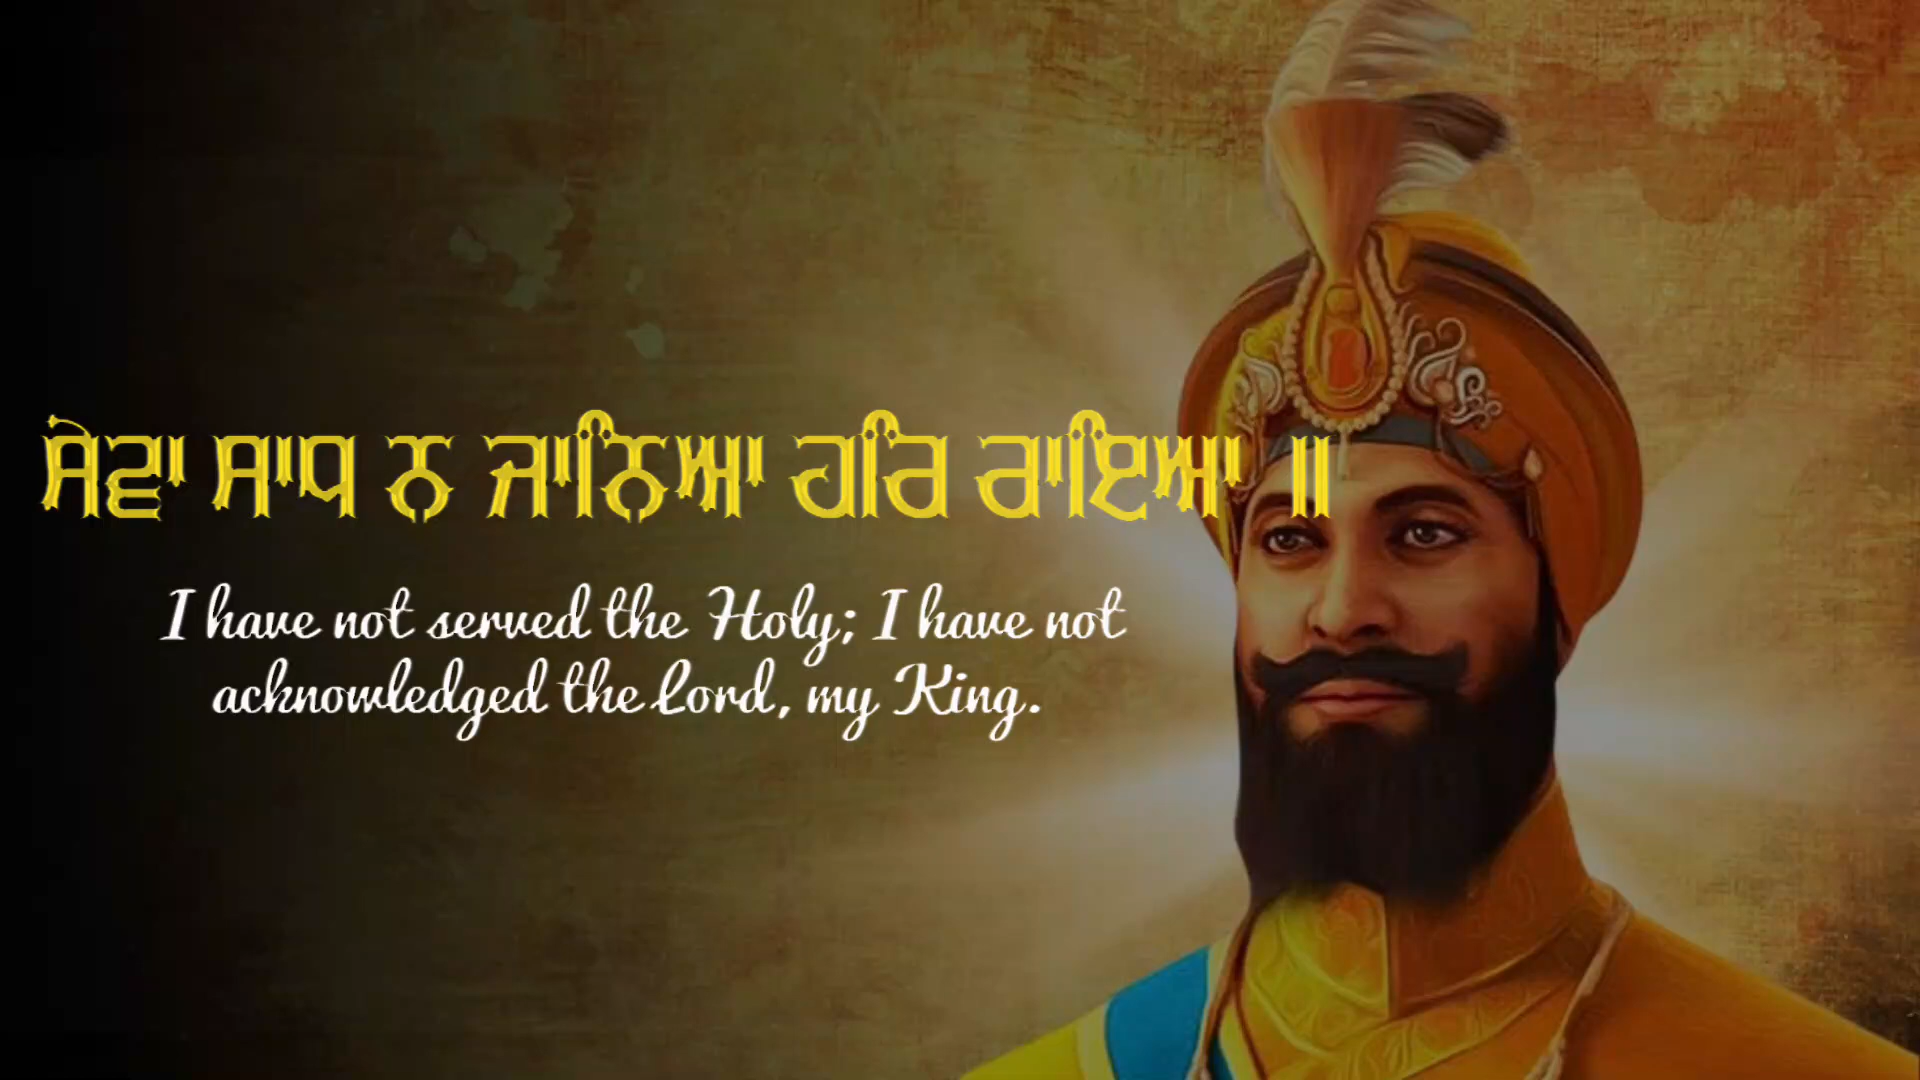 ਸੇਵਾ ਸਾਧ ਨ ਜਾਨਿਆ ਹਰਿ ਰਾਇਆ ॥
I have not served the Holy; I have not
acknowledged the Lord, my King.